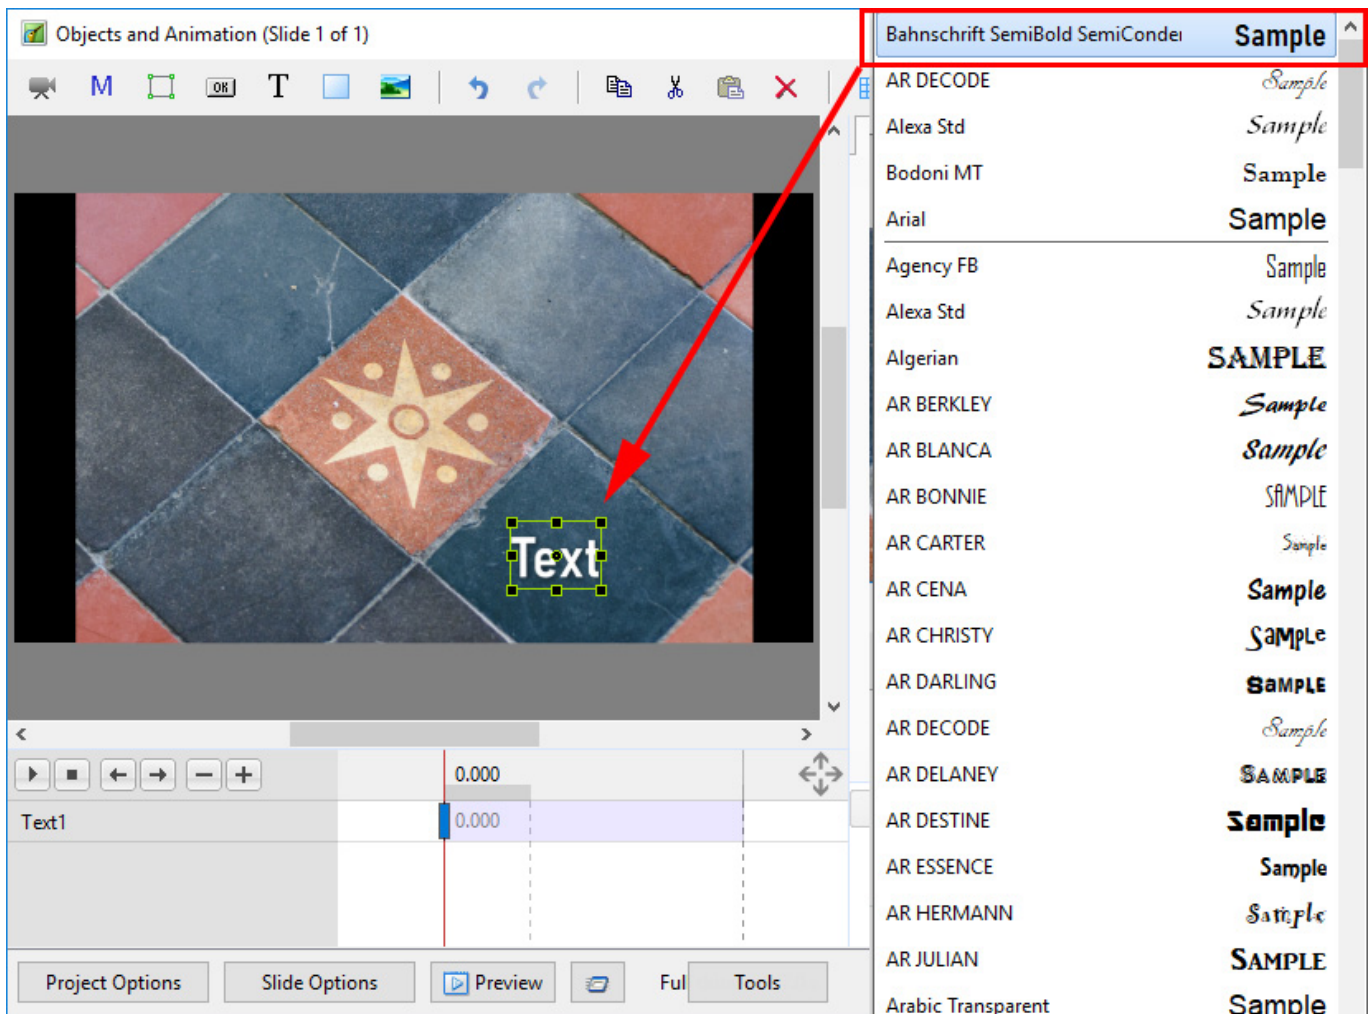 Objects and Animation (Slide 1 of 1)
M OK T
Text
0.000
Text1 0.000
Project Options Slide Options Preview Ful Tools
Bahnschrift SemiBold SemiConder Sample
AR DECODE Sample
Alexa Std Sample
Bodoni MT Sample
Arial Sample
Agency FB Sample
Alexa Std Sample
Algerian SAMPLE
AR BERKLEY Sample
AR BLANCA Sample
AR BONNIE SAMPLE
AR CARTER Sample
AR CENA Sample
AR CHRISTY SaMpLe
AR DARLING SaMPLE
AR DECODE Sample
AR DELANEY SAMPLE
AR DESTINE Sample
AR ESSENCE Sample
AR HERMANN Sample
AR JULIAN SAMPLE
Arabic Transparent Sample